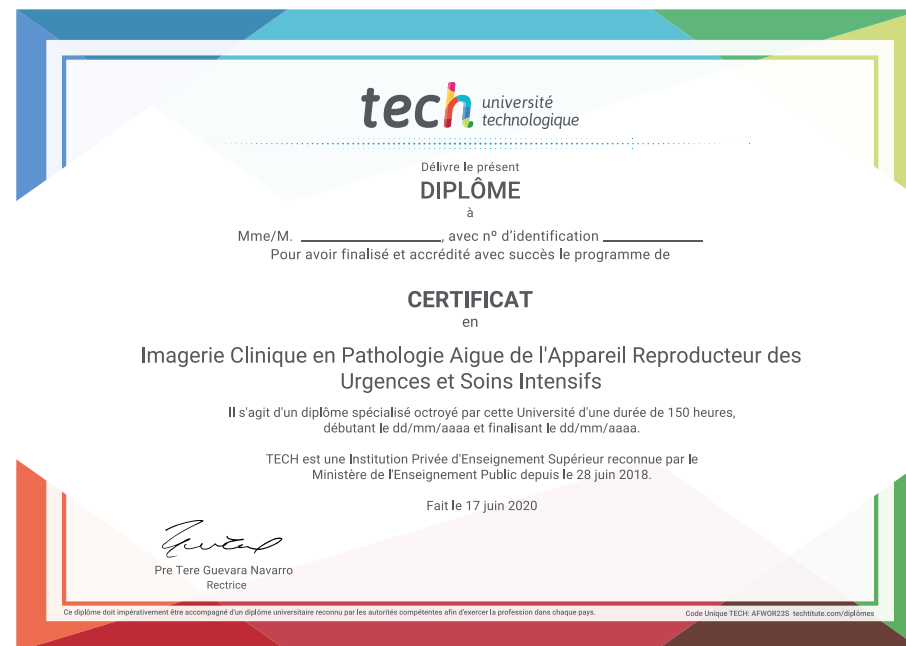 tech université
technologique
Délivre le présent
DIPLÔME
à
Mme/M. ____________________, avec nº d'identification ______________
Pour avoir finalisé et accrédité avec succès le programme de
CERTIFICAT
en
Imagerie Clinique en Pathologie Aigue de l'Appareil Reproducteur des
Urgences et Soins Intensifs
Il s'agit d'un diplôme spécialisé octroyé par cette Université d'une durée de 150 heures,
débutant le dd/mm/aaaa et finalisant le dd/mm/aaaa.
TECH est une Institution Privée d'Enseignement Supérieur reconnue par le
Ministère de l'Enseignement Public depuis le 28 juin 2018.
Fait le 17 juin 2020
Pre Tere Guevara Navarro
Rectrice
Ce diplôme doit impérativement être accompagné d'un diplôme universitaire reconnu par les autorités compétentes afin d'exercer la profession dans chaque pays.
Code Unique TECH: AFWOR23S techtitute.com/diplômes